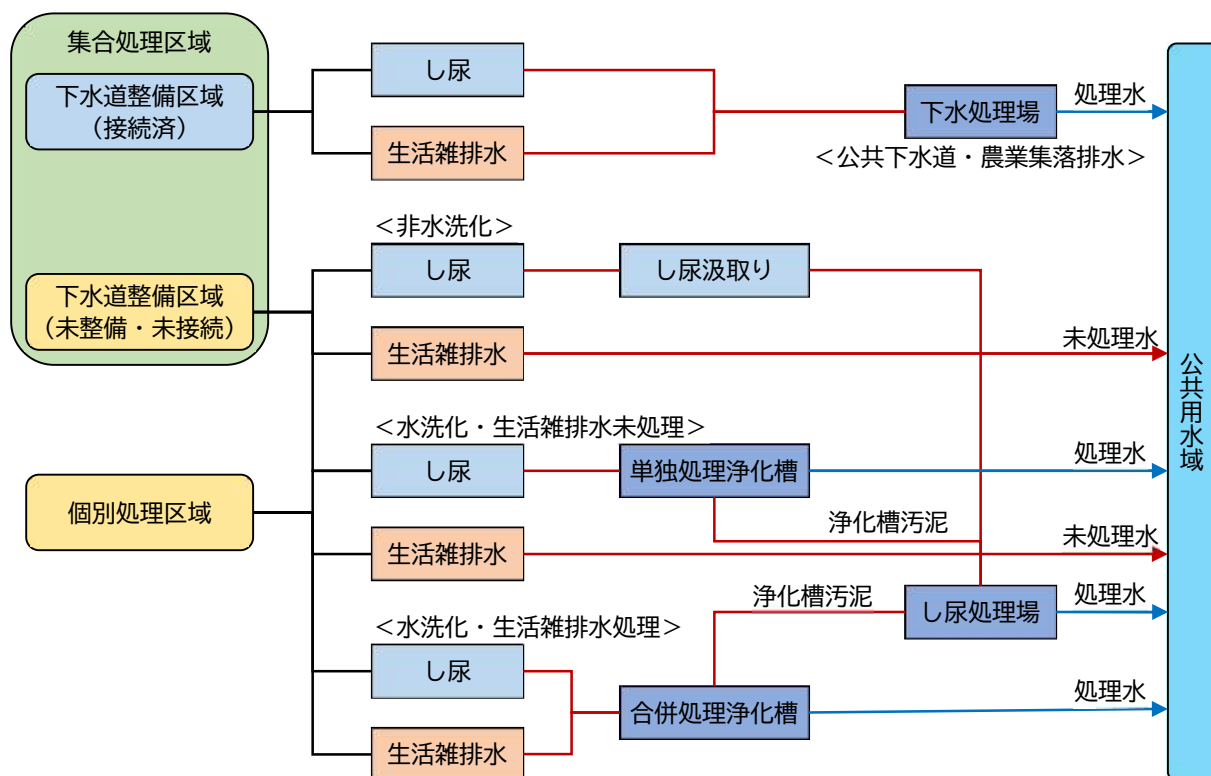 集合処理区域
下水道整備区域
（接続済）
し尿
生活雑排水
下水処理場
処理水
＜公共下水道・農業集落排水＞
＜非水洗化＞
し尿
し尿汲取り
下水道整備区域
（未整備・未接続）
生活雑排水
未処理水
公共用水域
＜水洗化・生活雑排水未処理＞
し尿
単独処理浄化槽
処理水
個別処理区域
浄化槽汚泥
生活雑排水
未処理水
浄化槽汚泥
し尿処理場
処理水
＜水洗化・生活雑排水処理＞
し尿
合併処理浄化槽
処理水
生活雑排水